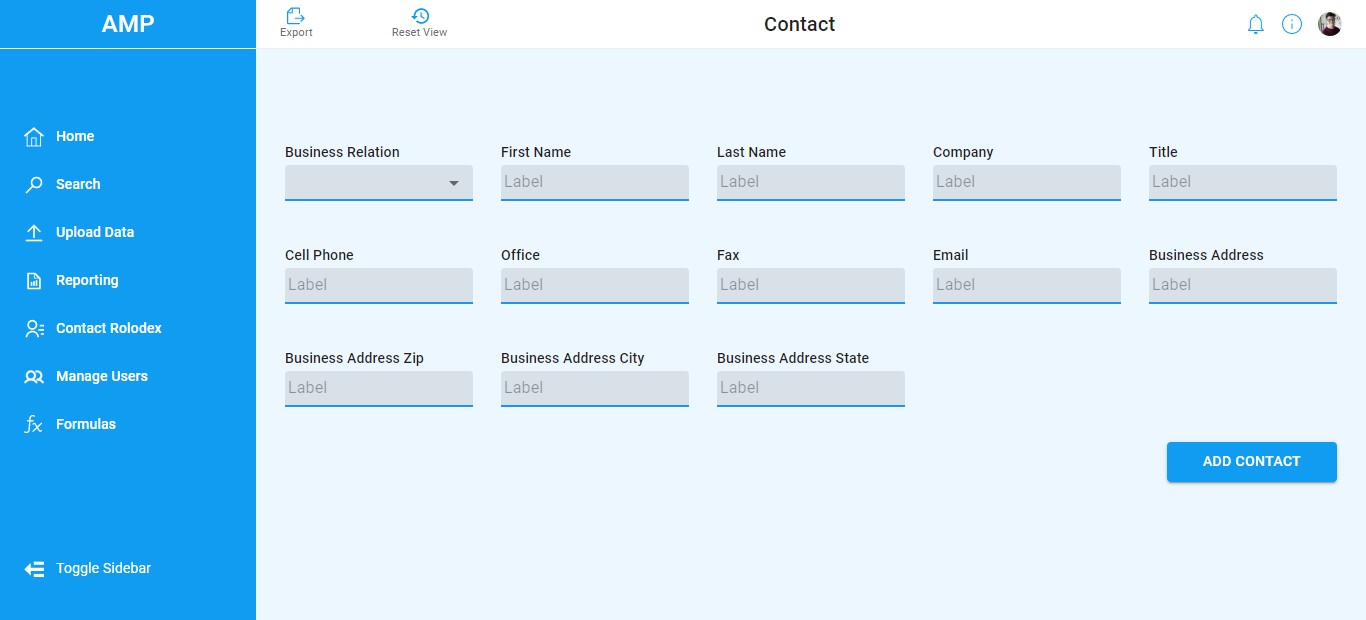 AMP
Export
Reset View
Contact
Home
Search
Upload Data
Reporting
Contact Rolodex
Manage Users
Formulas
Toggle Sidebar
Business Relation
First Name
Last Name
Company
Title
Label
Label
Label
Label
Cell Phone
Office
Fax
Email
Business Address
Label
Label
Label
Label
Label
Business Address Zip
Business Address City
Business Address State
Label
Label
Label
ADD CONTACT